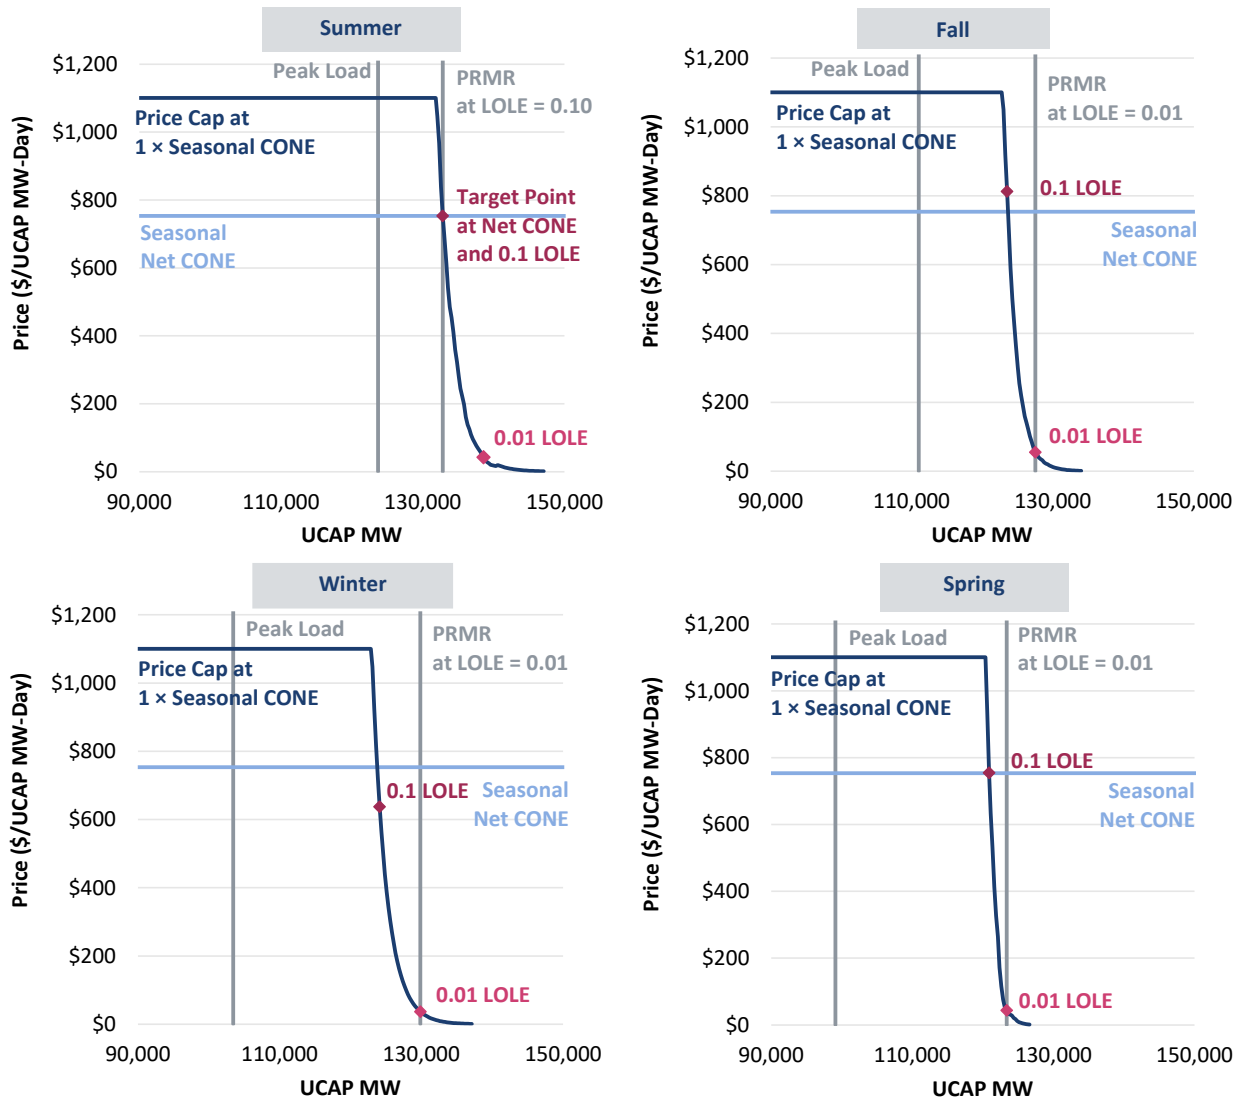 Summer
Price ($/UCAP MW-Day)
$1,200
$1,000
$800
$600
$400
$200
$0
Peak Load
PRMR
at LOLE = 0.10
Price Cap at
1 × Seasonal CONE
Target Point
at Net CONE
and 0.1 LOLE
Seasonal
Net CONE
0.01 LOLE
90,000
110,000
130,000
150,000
UCAP MW
Fall
Price ($/UCAP MW-Day)
$1,200
$1,000
$800
$600
$400
$200
$0
Peak Load
PRMR
at LOLE = 0.01
Price Cap at
1 × Seasonal CONE
0.1 LOLE
Seasonal
Net CONE
0.01 LOLE
90,000
110,000
130,000
150,000
UCAP MW
Winter
Price ($/UCAP MW-Day)
$1,200
$1,000
$800
$600
$400
$200
$0
Peak Load
PRMR
at LOLE = 0.01
Price Cap at
1 × Seasonal CONE
0.1 LOLE
Seasonal
Net CONE
0.01 LOLE
90,000
110,000
130,000
150,000
UCAP MW
Spring
Price ($/UCAP MW-Day)
$1,200
$1,000
$800
$600
$400
$200
$0
Peak Load
PRMR
at LOLE = 0.01
Price Cap at
1 × Seasonal CONE
0.1 LOLE
Seasonal
Net CONE
0.01 LOLE
90,000
110,000
130,000
150,000
UCAP MW